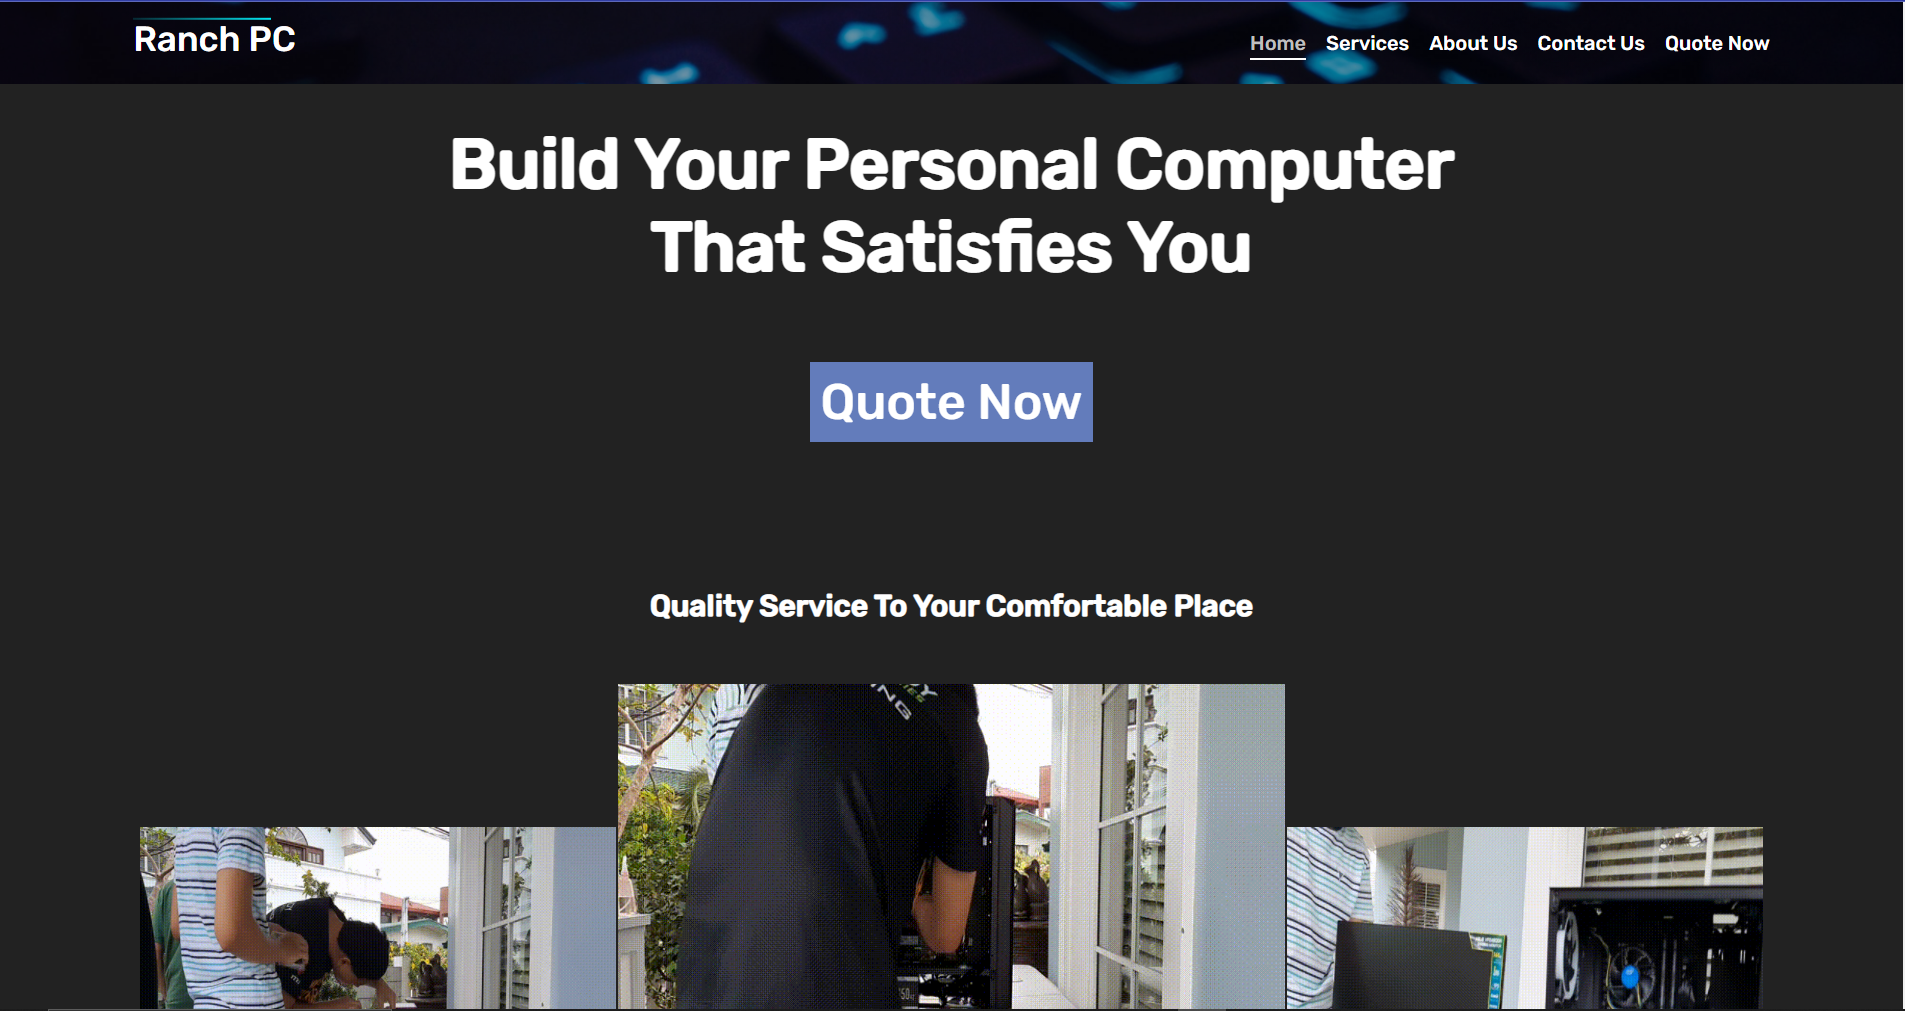 Ranch PC
Home Services About Us Contact Us Quote Now
Build Your Personal Computer
That Satisfies You
Quote Now
Quality Service To Your Comfortable Place